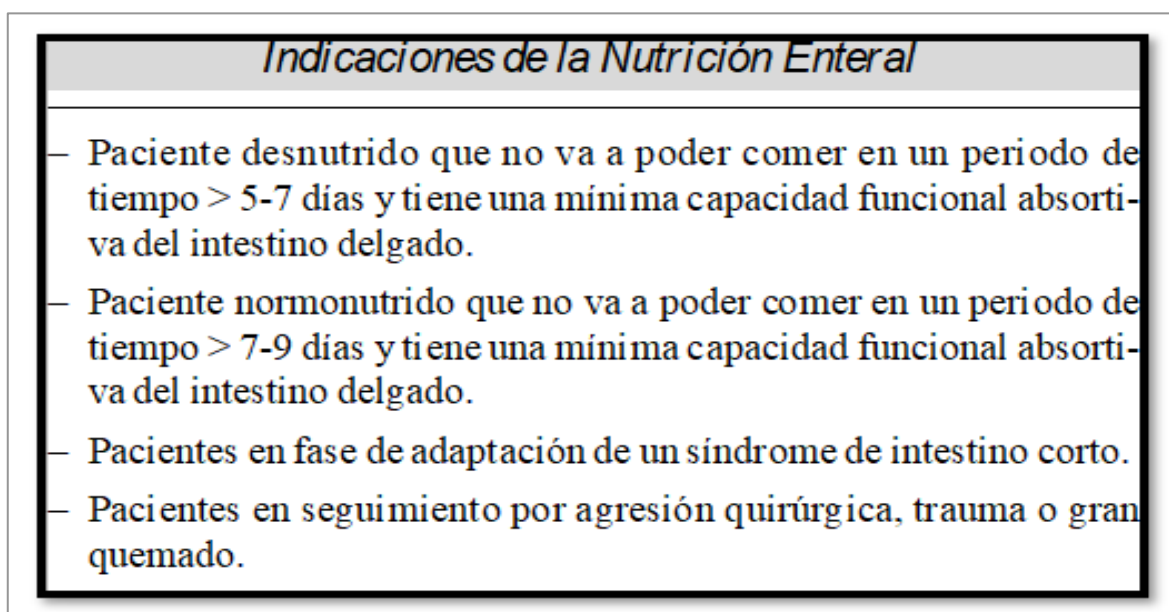 Indicaciones de la Nutrición Enteral
– Paciente desnutrido que no va a poder comer en un periodo de
tiempo > 5-7 días y tiene una mínima capacidad funcional absorti-
va del intestino delgado.
– Paciente normonutrido que no va a poder comer en un periodo de
tiempo > 7-9 días y tiene una mínima capacidad funcional absorti-
va del intestino delgado.
– Pacientes en fase de adaptación de un síndrome de intestino corto.
– Pacientes en seguimiento por agresión quirúrgica, trauma o gran
quemado.